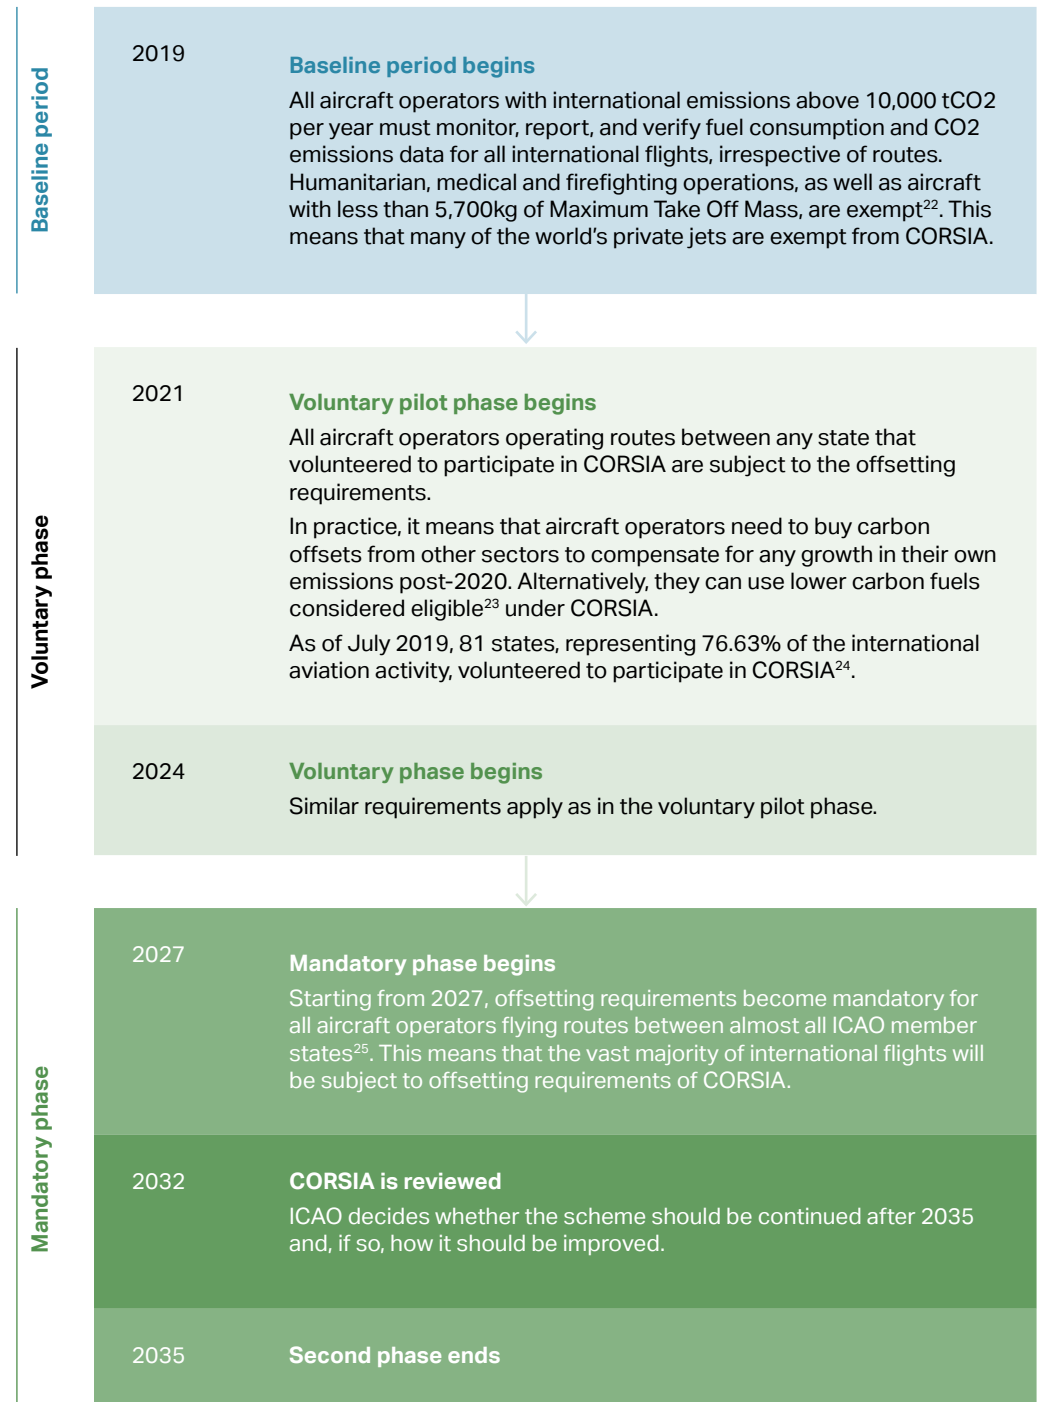 Baseline period
2019
Baseline period begins
All aircraft operators with international emissions above 10,000 tCO2
per year must monitor, report, and verify fuel consumption and CO2
emissions data for all international flights, irrespective of routes.
Humanitarian, medical and firefighting operations, as well as aircraft
with less than 5,700kg of Maximum Take Off Mass, are exempt²². This
means that many of the world's private jets are exempt from CORSIA.
Voluntary phase
2021
Voluntary pilot phase begins
All aircraft operators operating routes between any state that
volunteered to participate in CORSIA are subject to the offsetting
requirements.
In practice, it means that aircraft operators need to buy carbon
offsets from other sectors to compensate for any growth in their own
emissions post-2020. Alternatively, they can use lower carbon fuels
considered eligible²³ under CORSIA.
As of July 2019, 81 states, representing 76.63% of the international
aviation activity, volunteered to participate in CORSIA²⁴.
2024
Voluntary phase begins
Similar requirements apply as in the voluntary pilot phase.
Mandatory phase
2027
Mandatory phase begins
Starting from 2027, offsetting requirements become mandatory for
all aircraft operators flying routes between almost all ICAO member
states²⁵. This means that the vast majority of international flights will
be subject to offsetting requirements of CORSIA.
2032
CORSIA is reviewed
ICAO decides whether the scheme should be continued after 2035
and, if so, how it should be improved.
2035
Second phase ends